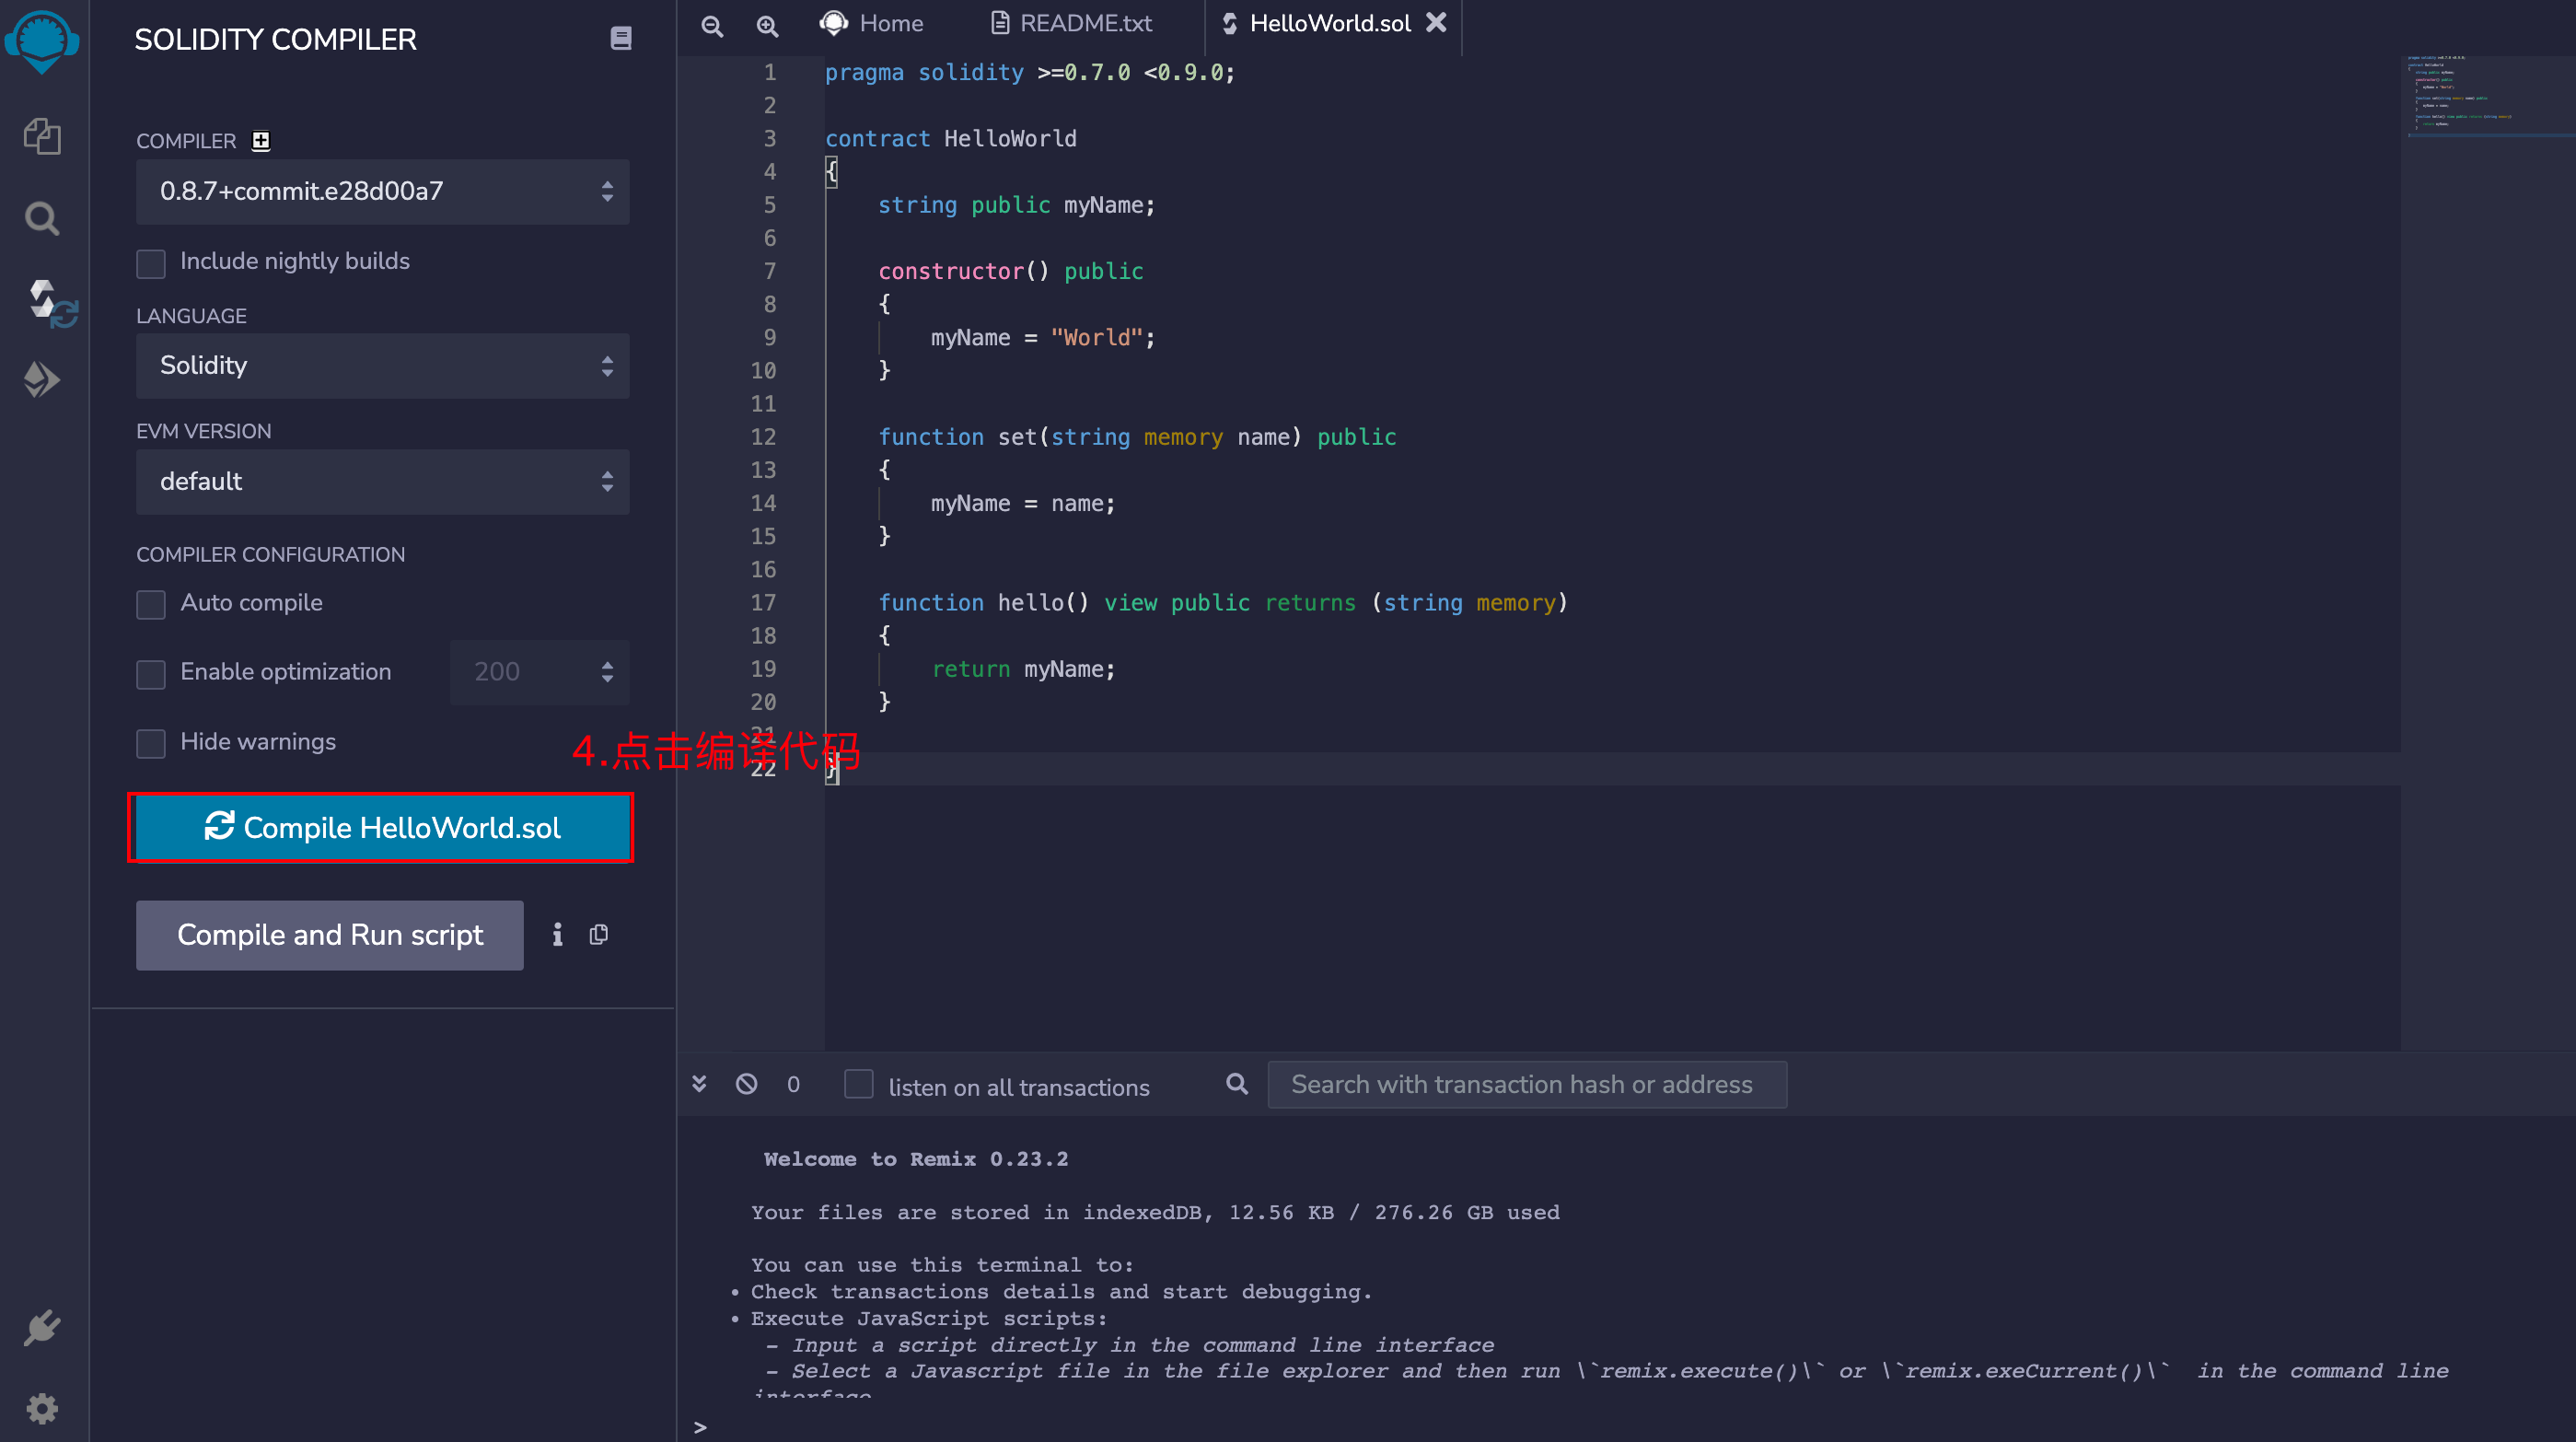 SOLIDITY COMPILER
COMPILER
0.8.7+commit.e28d00a7
Include nightly builds
LANGUAGE
Solidity
EVM VERSION
default
COMPILER CONFIGURATION
Auto compile
Enable optimization 200
Hide warnings
4.点击编译代码
Compile HelloWorld.sol
Compile and Run script
Home README.txt HelloWorld.sol
1 pragma solidity >=0.7.0 <0.9.0;
2
3 contract HelloWorld
4 {
5 string public myName;
6
7 constructor() public
8 {
9 myName = "World";
10 }
11
12 function set(string memory name) public
13 {
14 myName = name;
15 }
16
17 function hello() view public returns (string memory)
18 {
19 return myName;
20 }
21
22 }
0 listen on all transactions Search with transaction hash or address
Welcome to Remix 0.23.2
Your files are stored in indexedDB, 12.56 KB / 276.26 GB used
You can use this terminal to:
• Check transactions details and start debugging.
• Execute JavaScript scripts:
- Input a script directly in the command line interface
- Select a Javascript file in the file explorer and then run \`remix.execute()\` or \`remix.exeCurrent()\` in the command line
interface
>